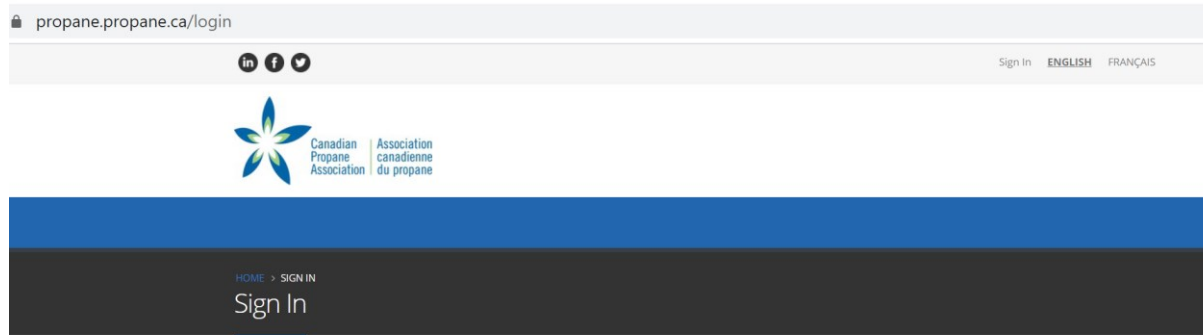 propane.propane.ca/login
in f
Sign In ENGLISH FRANÇAIS
Canadian Propane Association
Association canadienne du propane
HOME > SIGN IN
Sign In